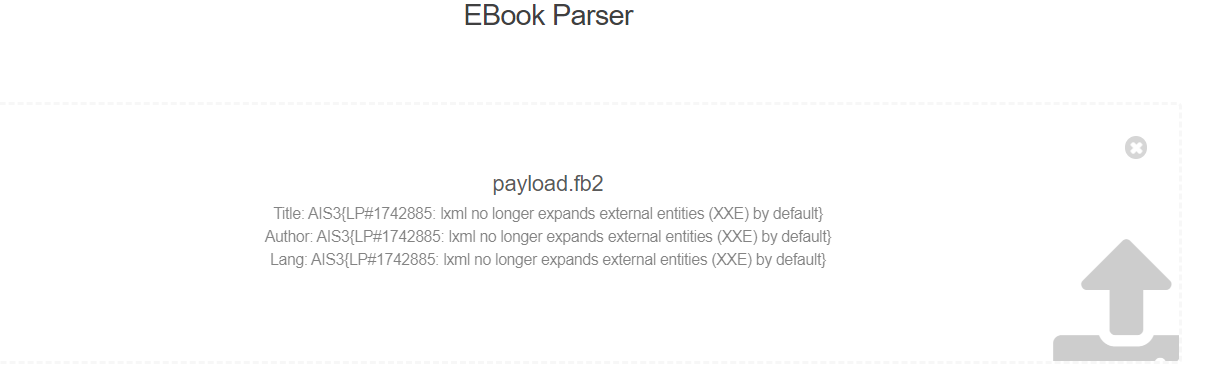 EBook Parser
payload.fb2
Title: AIS3{LP#1742885: lxml no longer expands external entities (XXE) by default}
Author: AIS3{LP#1742885: lxml no longer expands external entities (XXE) by default}
Lang: AIS3{LP#1742885: lxml no longer expands external entities (XXE) by default}